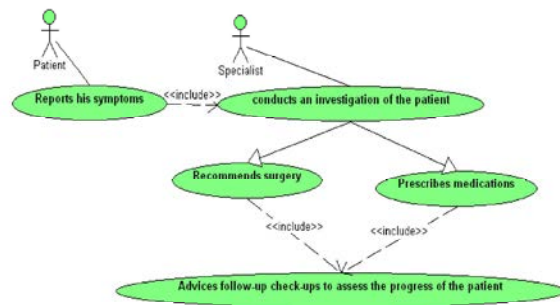 Patient
Specialist
Reports his symptoms
<<include>>
conducts an investigation of the patient
Recommends surgery
Prescribes medications
<<include>>
<<include>>
Advices follow-up check-ups to assess the progress of the patient